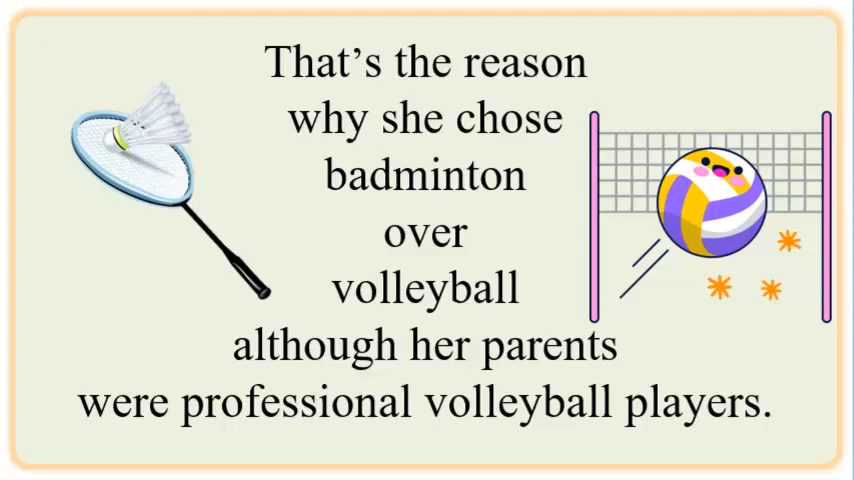 That’s the reason
why she chose
badminton
over
volleyball
although her parents
were professional volleyball players.